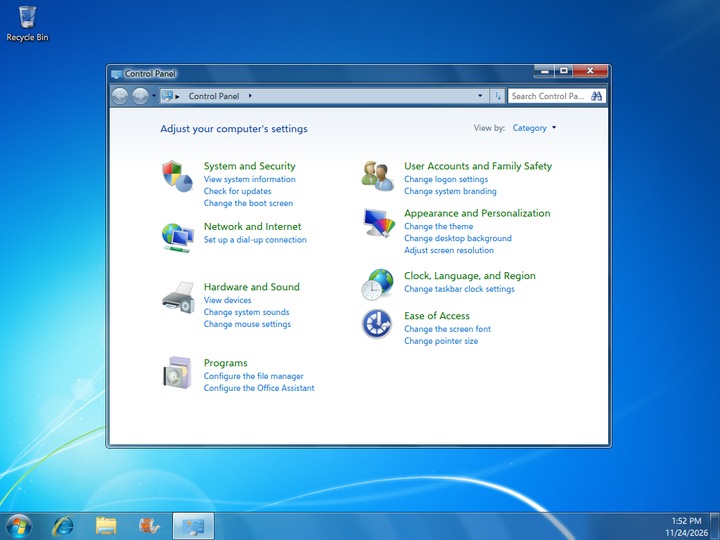 Recycle Bin
Control Panel
Control Panel
Search Control Pa...
Adjust your computer's settings
View by: Category
System and Security
View system information
Check for updates
Change the boot screen
Network and Internet
Set up a dial-up connection
Hardware and Sound
View devices
Change system sounds
Change mouse settings
Programs
Configure the file manager
Configure the Office Assistant
User Accounts and Family Safety
Change logon settings
Change system branding
Appearance and Personalization
Change the theme
Change desktop background
Adjust screen resolution
Clock, Language, and Region
Change taskbar clock settings
Ease of Access
Change the screen font
Change pointer size
1:52 PM
11/24/2026